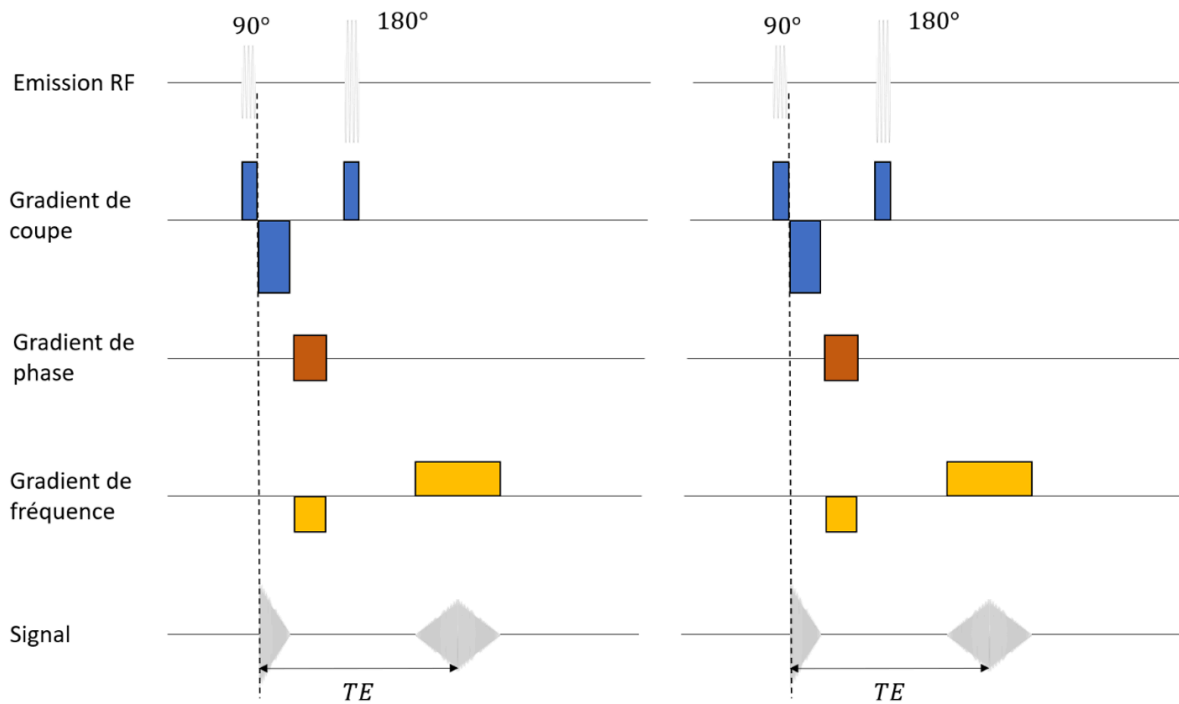 90° 180° 90° 180°
Emission RF
Gradient de
coupe
Gradient de
phase
Gradient de
fréquence
Signal
TE TE